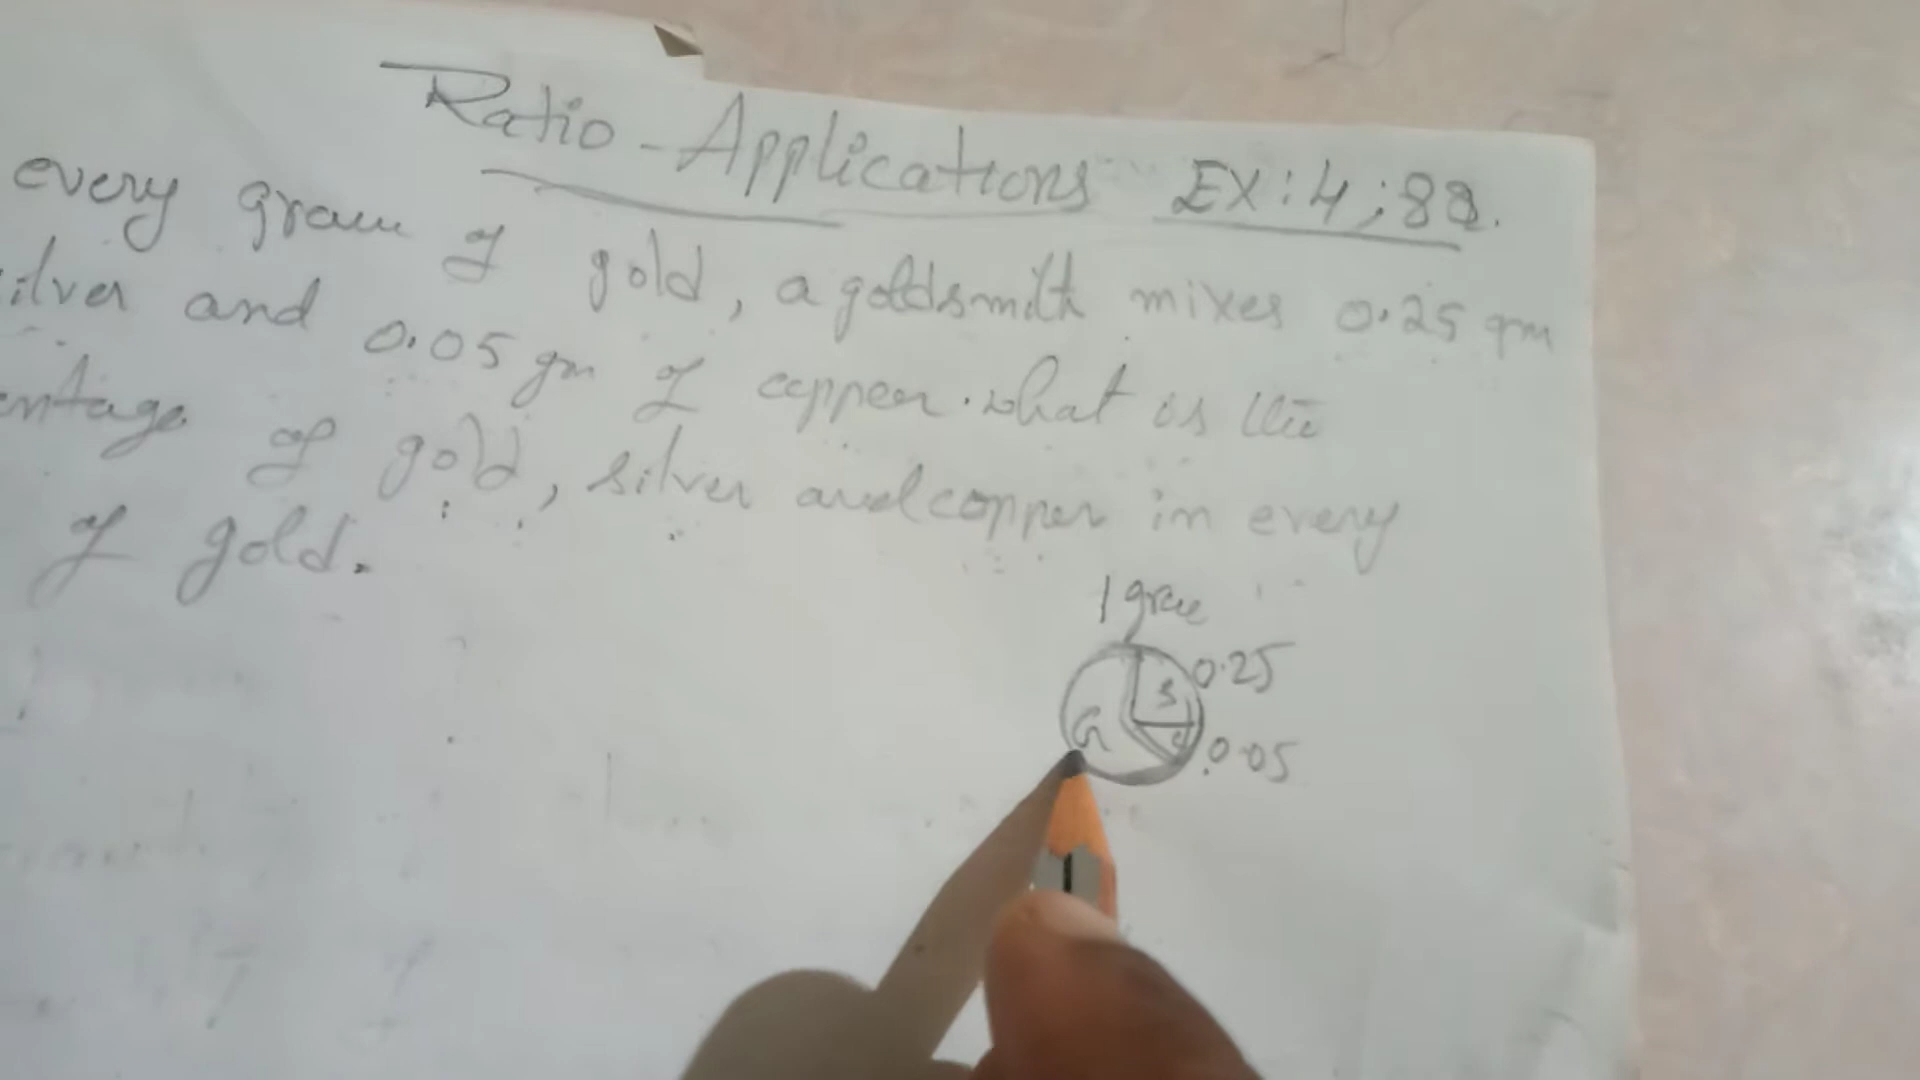 Ratio - Applications EX: 4; 8a.
every gram of gold, a goldsmith mixes 0.25 gm
silver and 0.05 gm of copper. what is the
entage of gold, silver and copper in every
of gold.
1 gram
S 0.25
G C 0.05